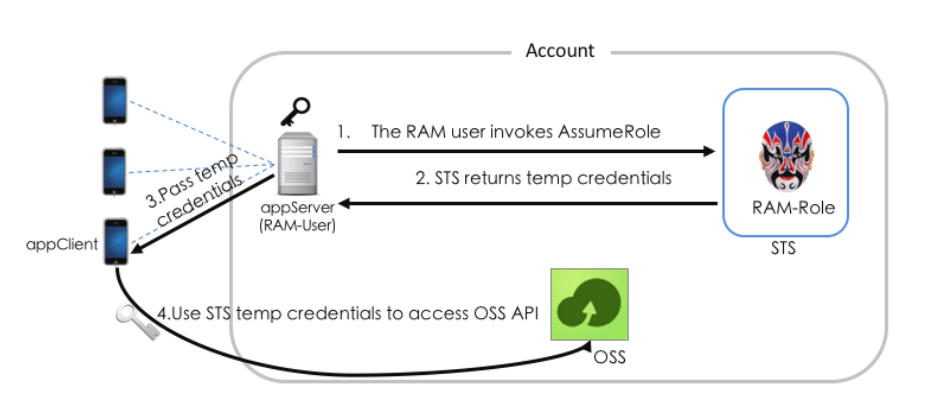 Account
1. The RAM user invokes AssumeRole
2. STS returns temp credentials
3.Pass temp
credentials
appServer
(RAM-User)
RAM-Role
STS
appClient
4.Use STS temp credentials to access OSS API
OSS